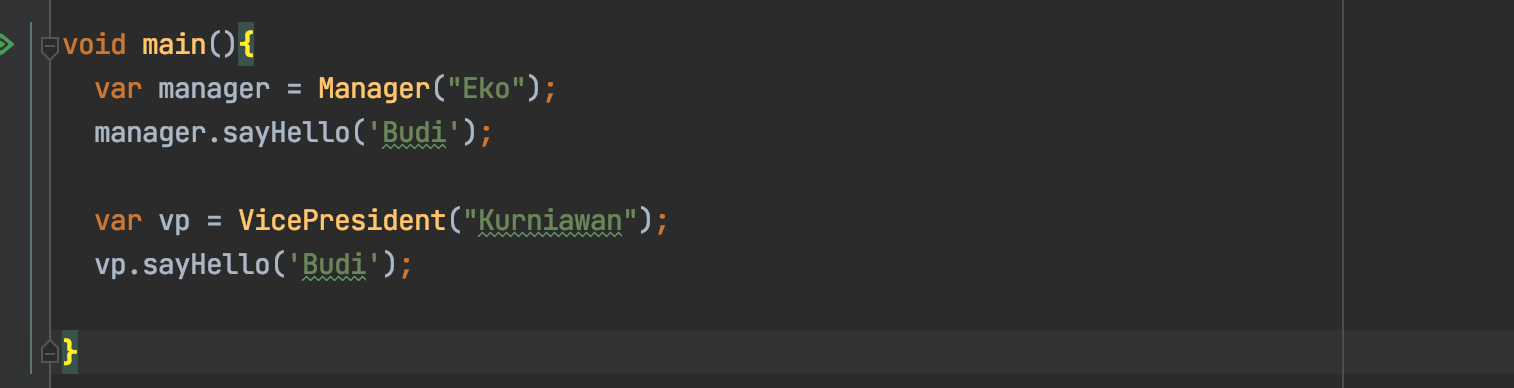 void main(){
  var manager = Manager("Eko");
  manager.sayHello('Budi');
  var vp = VicePresident("Kurniawan");
  vp.sayHello('Budi');
}